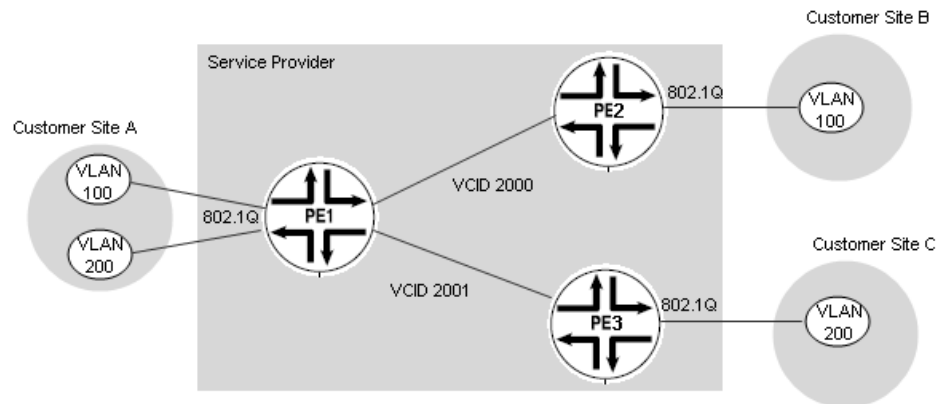 Customer Site B
Service Provider
802.1Q
PE2
VLAN
100
Customer Site A
VLAN
100
VCID 2000
802.1Q
PE1
VLAN
200
Customer Site C
VCID 2001
802.1Q
PE3
VLAN
200